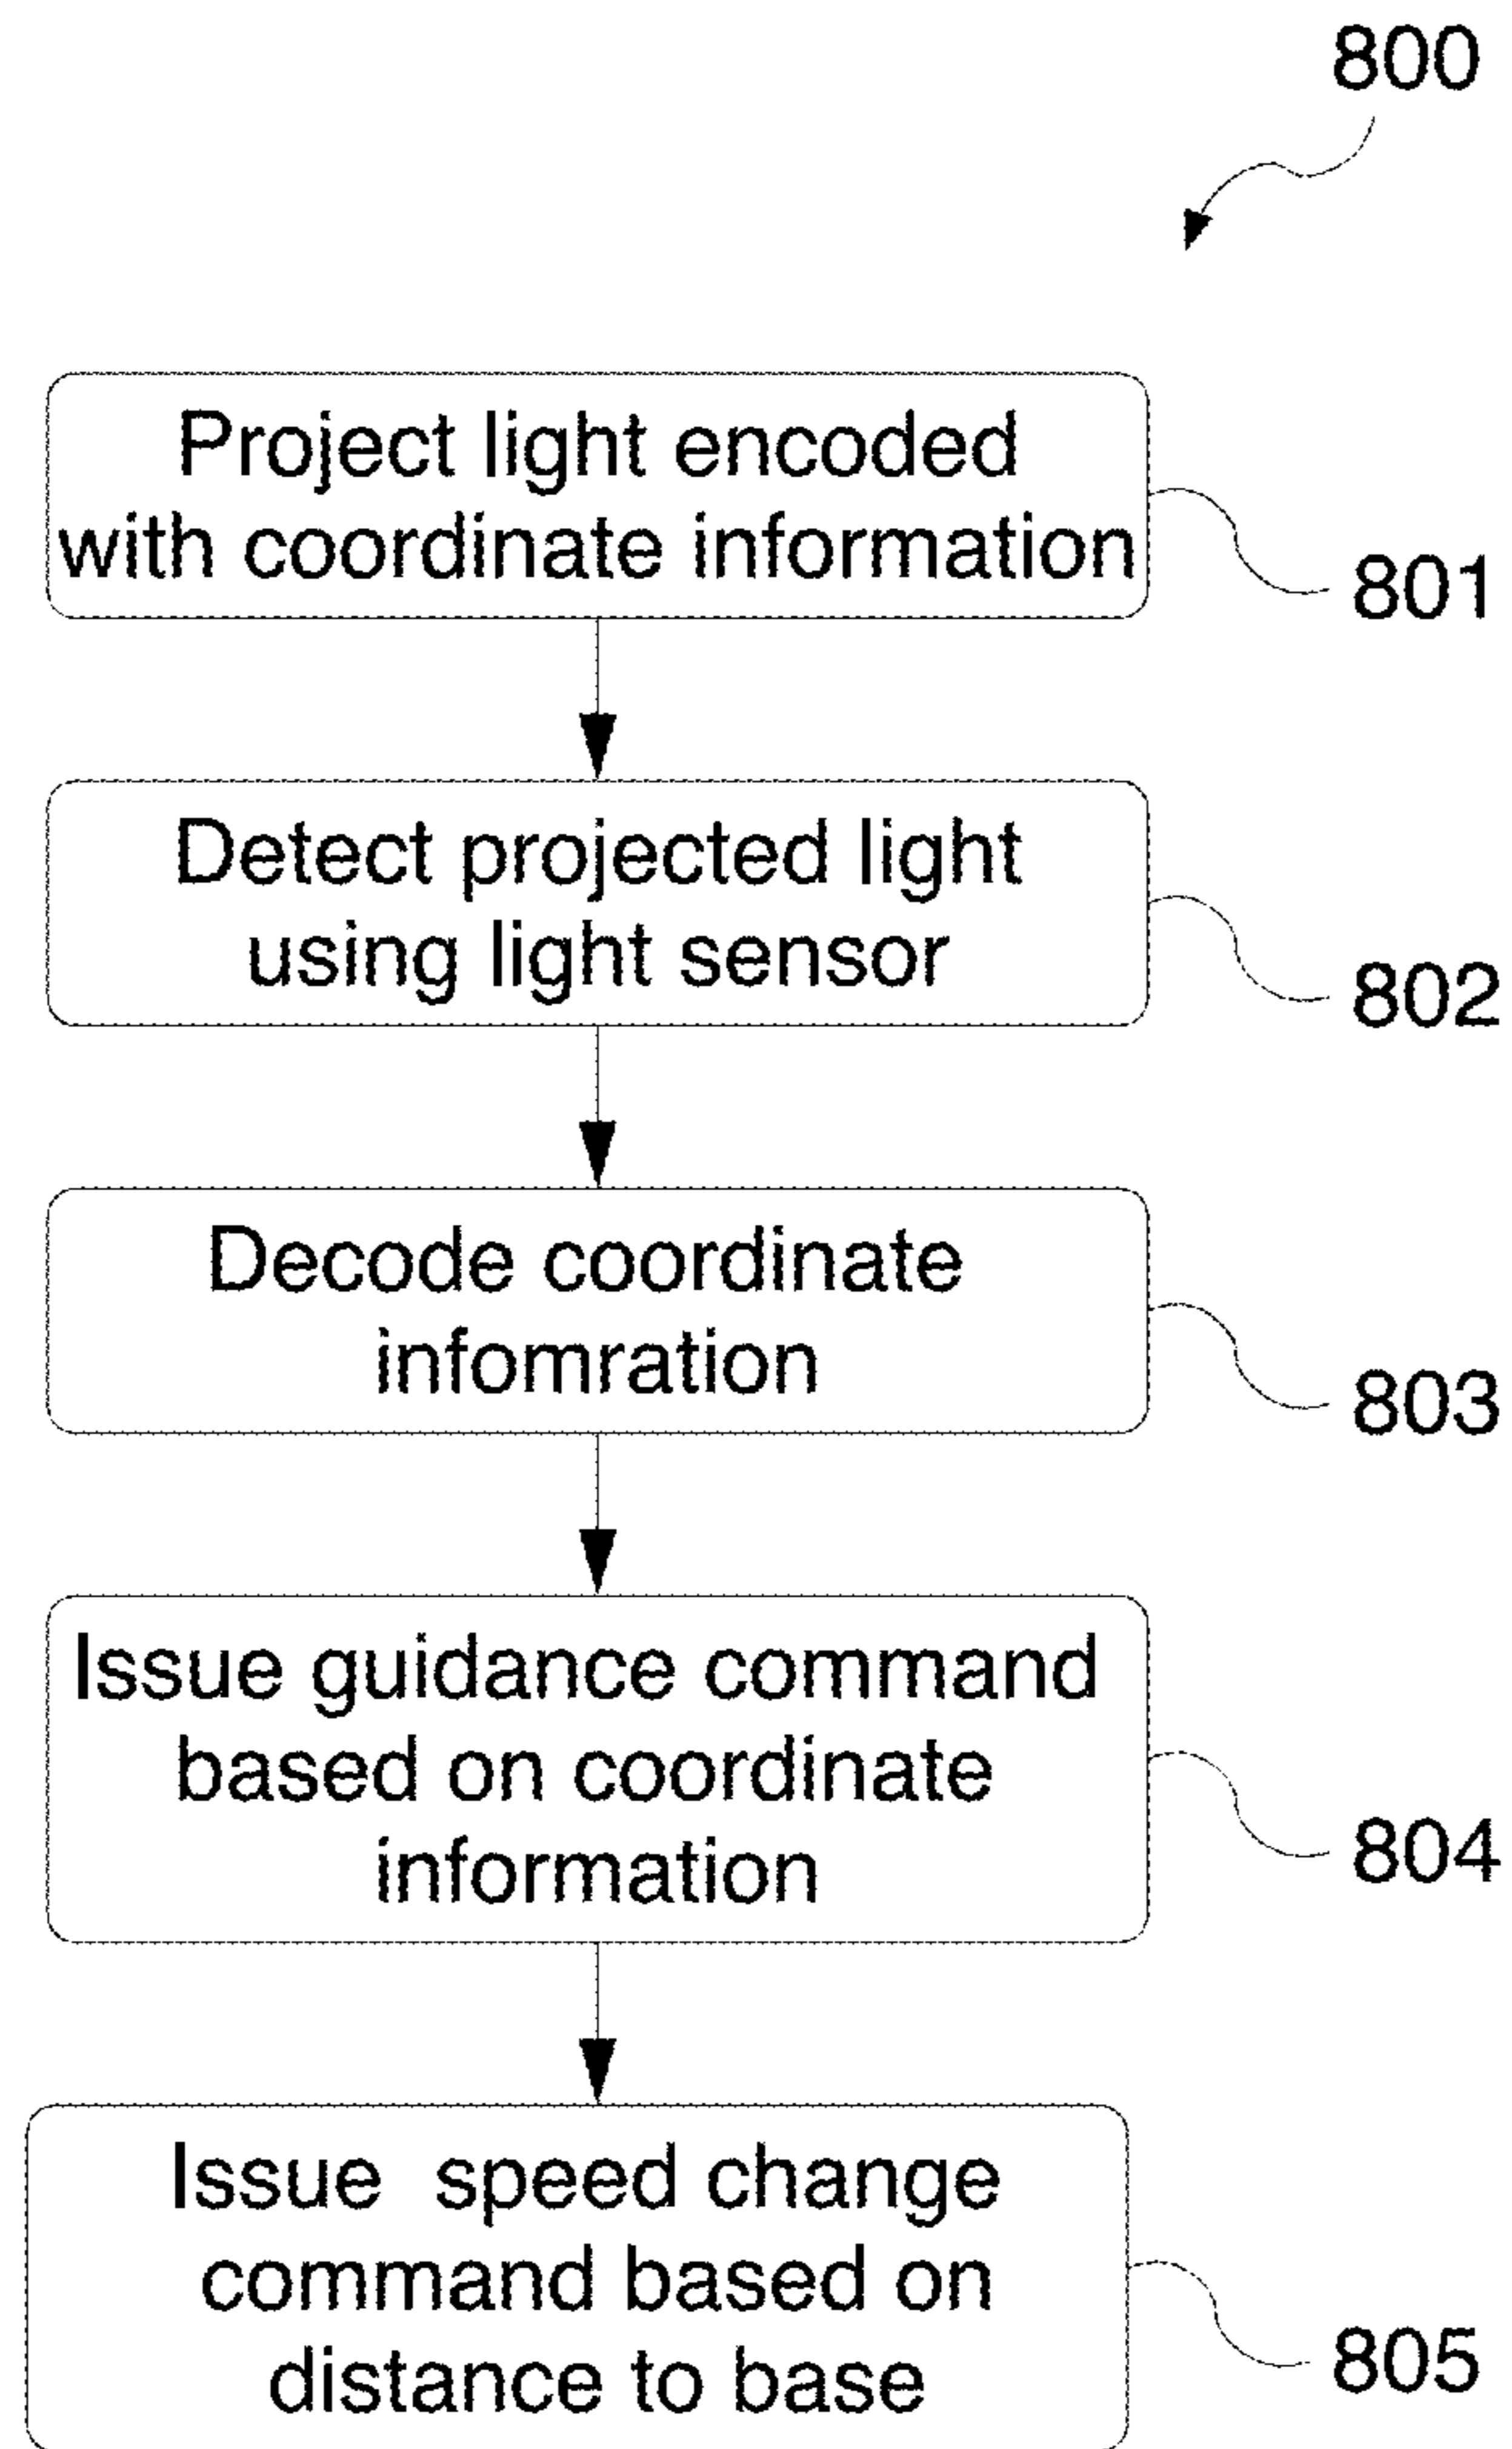 800
Project light encoded
with coordinate information
801
Detect projected light
using light sensor
802
Decode coordinate
infomration
803
Issue guidance command
based on coordinate
information
804
Issue speed change
command based on
distance to base
805